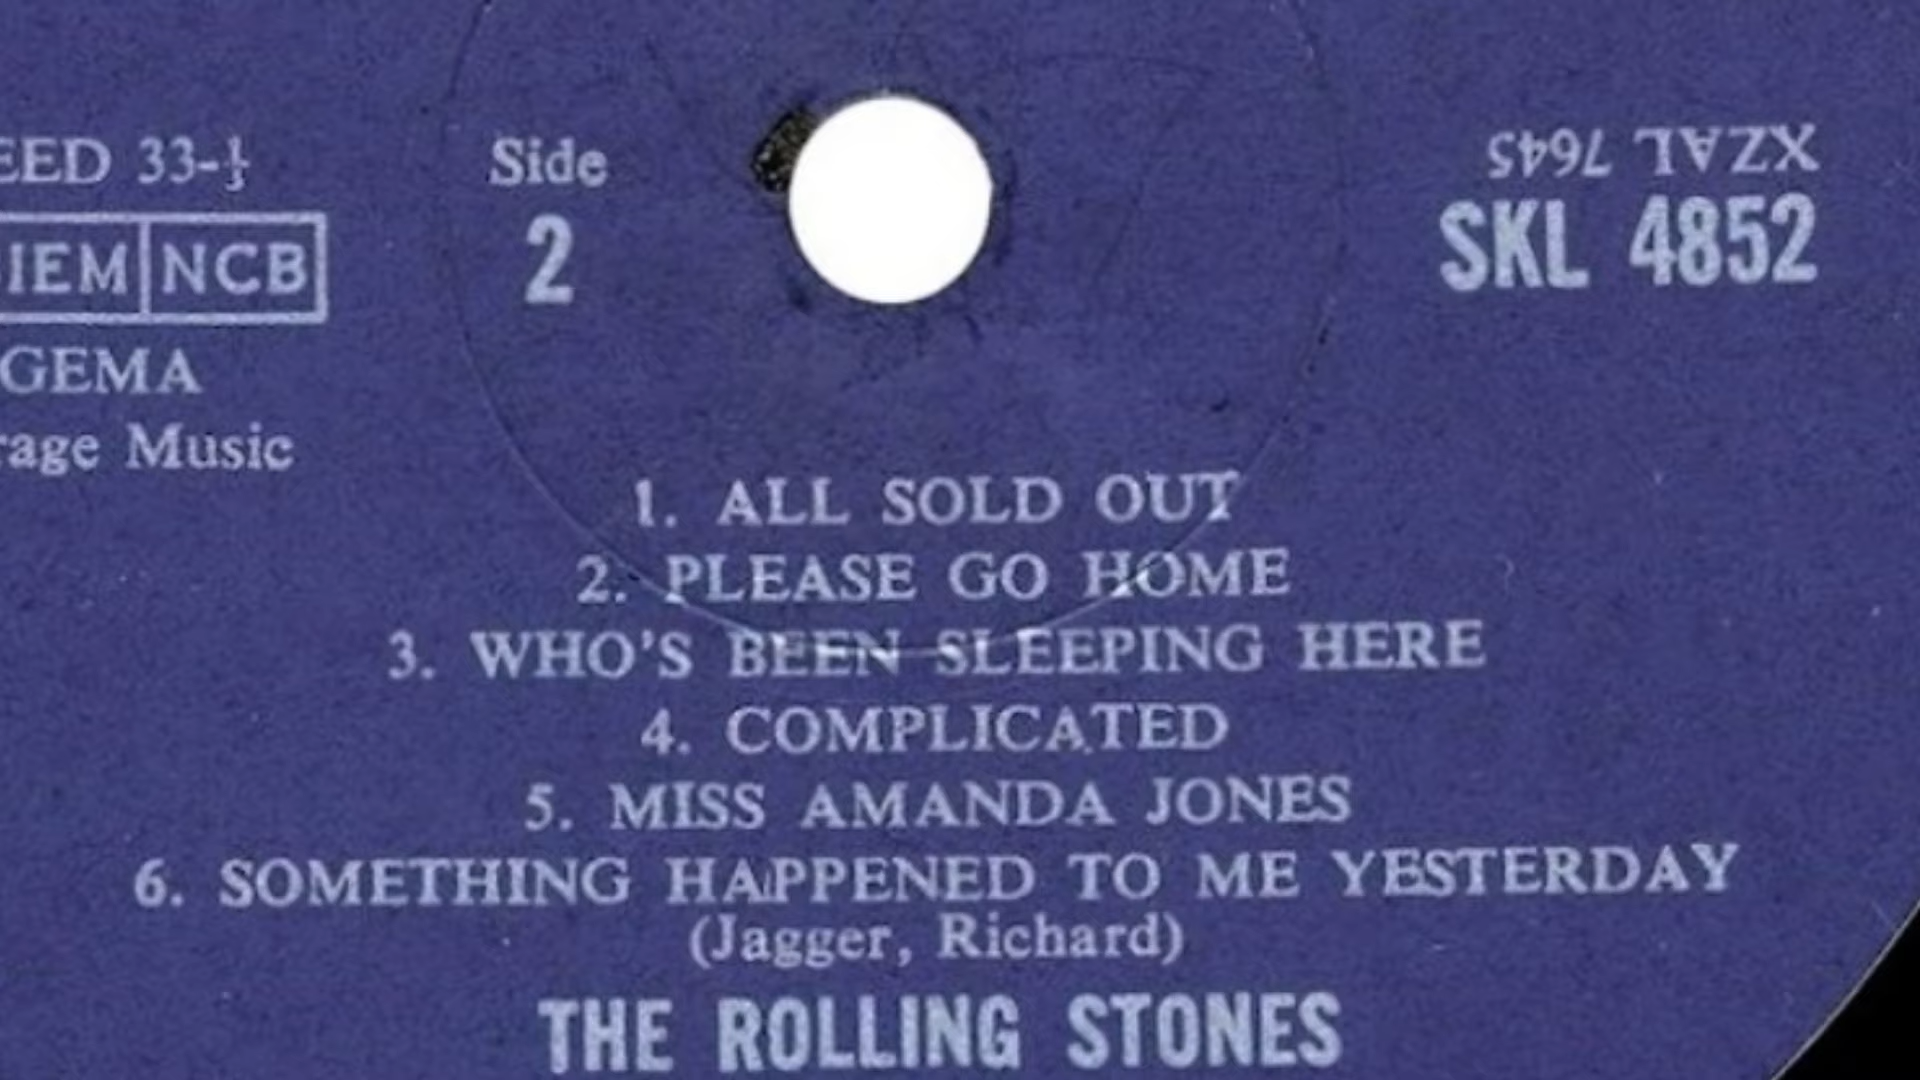 EED 33-⅓
IEM NCB
GEMA
rage Music
Side
2
XZAL 7645
SKL 4852
1. ALL SOLD OUT
2. PLEASE GO HOME
3. WHO'S BEEN SLEEPING HERE
4. COMPLICATED
5. MISS AMANDA JONES
6. SOMETHING HAPPENED TO ME YESTERDAY
(Jagger, Richard)
THE ROLLING STONES